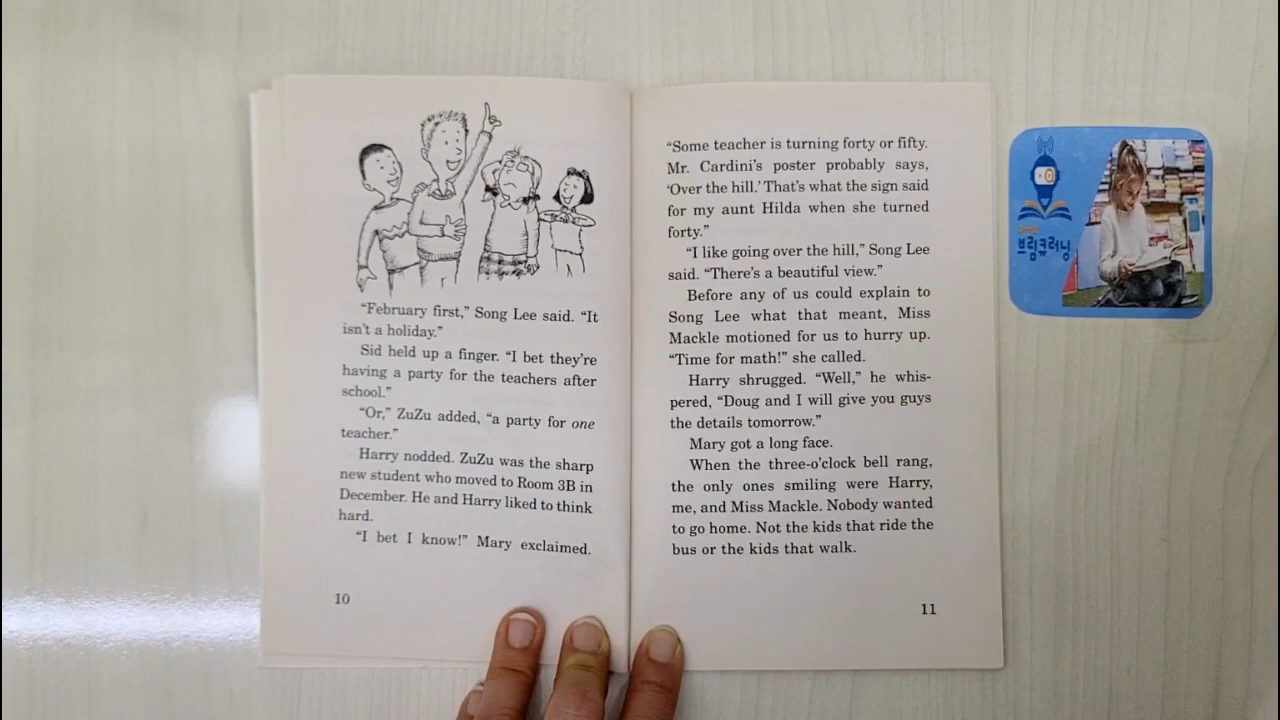 “February first,” Song Lee said. “It
isn’t a holiday.”
Sid held up a finger. “I bet they’re
having a party for the teachers after
school.”
“Or,” ZuZu added, “a party for one
teacher.”
Harry nodded. ZuZu was the sharp
new student who moved to Room 3B in
December. He and Harry liked to think
hard.
“I bet I know!” Mary exclaimed.
10
“Some teacher is turning forty or fifty.
Mr. Cardini’s poster probably says,
‘Over the hill.’ That’s what the sign said
for my aunt Hilda when she turned
forty.”
“I like going over the hill,” Song Lee
said. “There’s a beautiful view.”
Before any of us could explain to
Song Lee what that meant, Miss
Mackle motioned for us to hurry up.
“Time for math!” she called.
Harry shrugged. “Well,” he whis-
pered, “Doug and I will give you guys
the details tomorrow.”
Mary got a long face.
When the three-o’clock bell rang,
the only ones smiling were Harry,
me, and Miss Mackle. Nobody wanted
to go home. Not the kids that ride the
bus or the kids that walk.
11
브림큐러닝